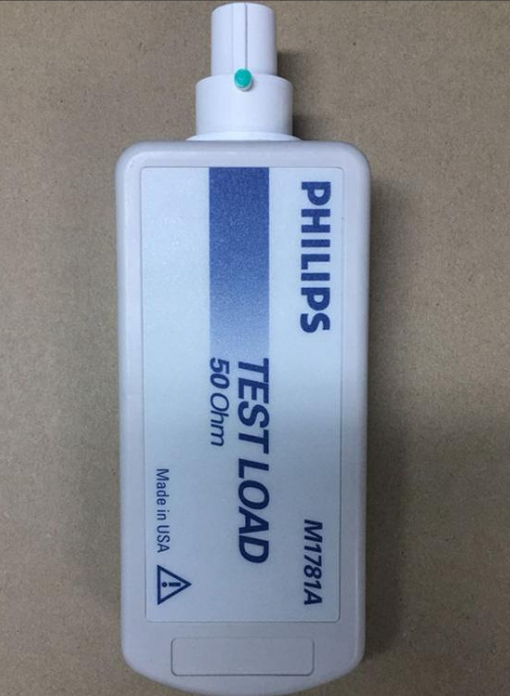 PHILIPS
M1781A
TEST LOAD
50 Ohm
Made in USA